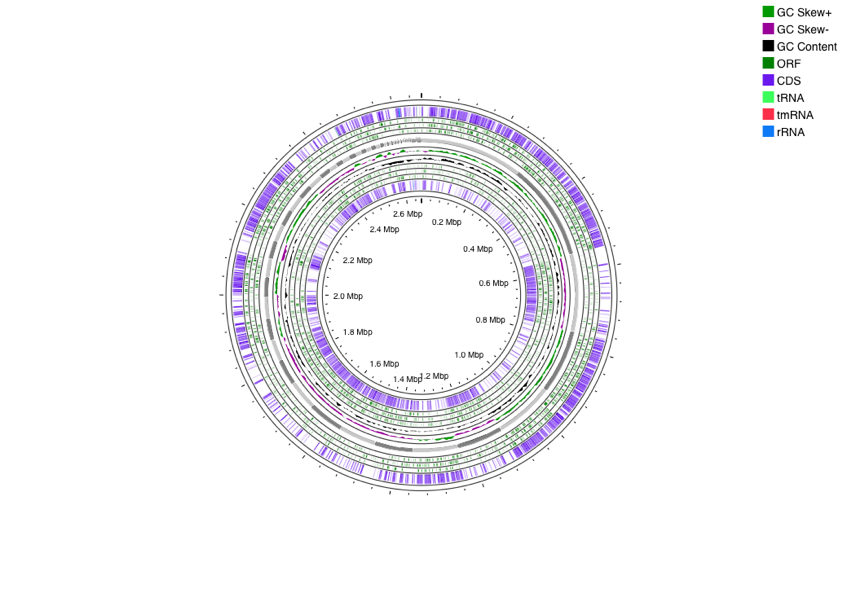 GC Skew+
GC Skew-
GC Content
ORF
CDS
tRNA
tmRNA
rRNA
2.6 Mbp
0.2 Mbp
2.4 Mbp
0.4 Mbp
2.2 Mbp
0.6 Mbp
2.0 Mbp
0.8 Mbp
1.8 Mbp
1.0 Mbp
1.6 Mbp
1.2 Mbp
1.4 Mbp